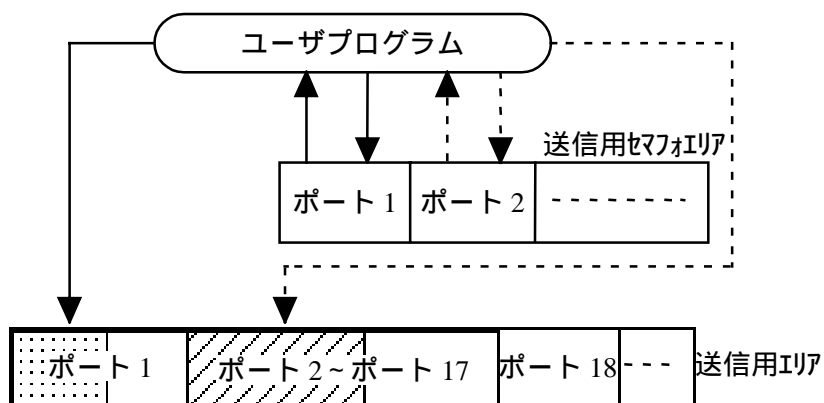 ユーザプログラム
送信用ｾﾏﾌｫｴﾘｱ
ポート 1 ポート 2
ポート 1 ポート 2 ~ ポート 17 ポート 18 送信用ｴﾘｱ